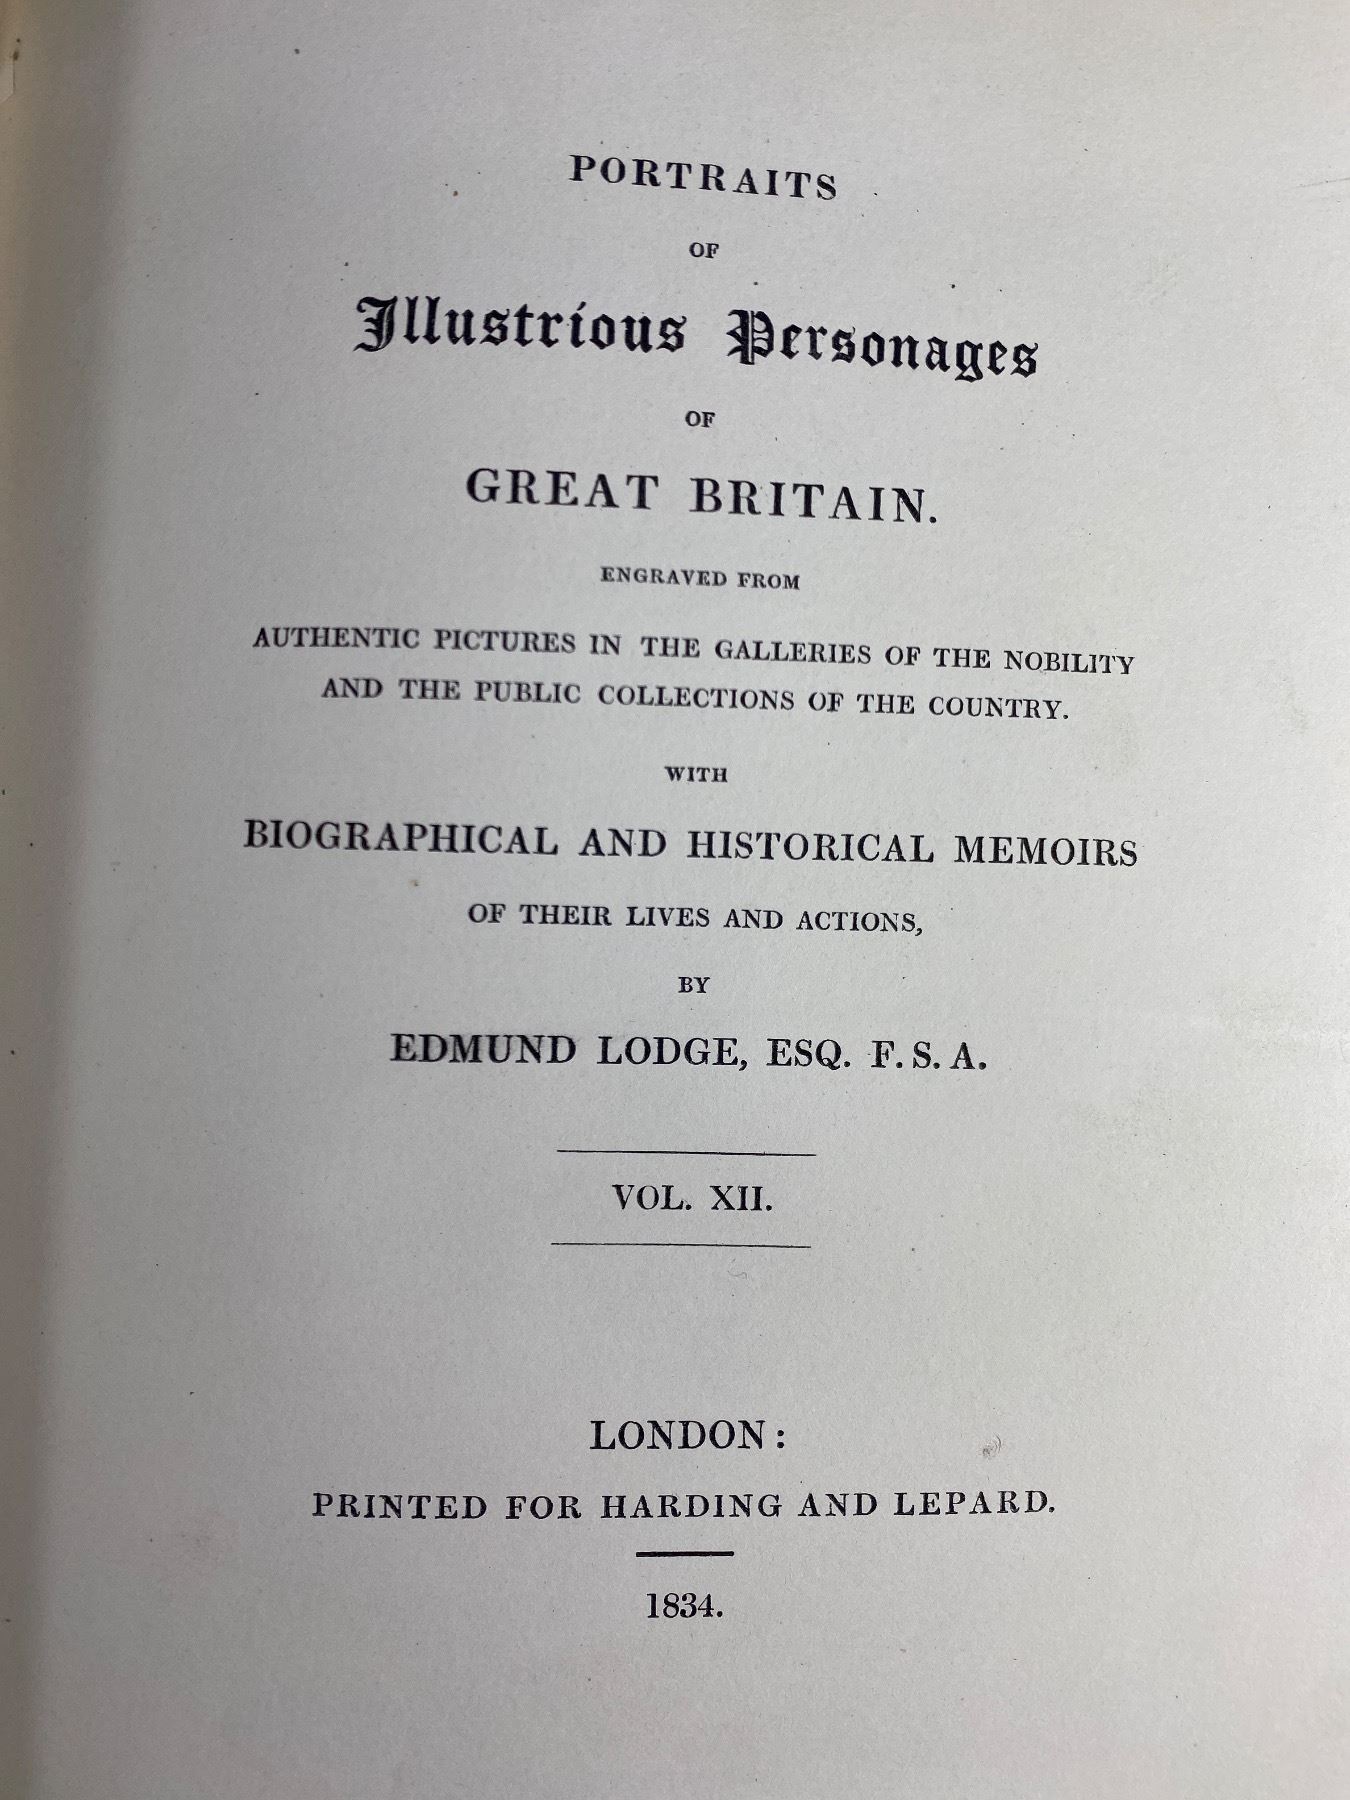 PORTRAITS
OF
Illustrious Personages
OF
GREAT BRITAIN.
ENGRAVED FROM
AUTHENTIC PICTURES IN THE GALLERIES OF THE NOBILITY
AND THE PUBLIC COLLECTIONS OF THE COUNTRY.
WITH
BIOGRAPHICAL AND HISTORICAL MEMOIRS
OF THEIR LIVES AND ACTIONS,
BY
EDMUND LODGE, ESQ. F. S. A.
VOL. XII.
LONDON:
PRINTED FOR HARDING AND LEPARD.
1834.